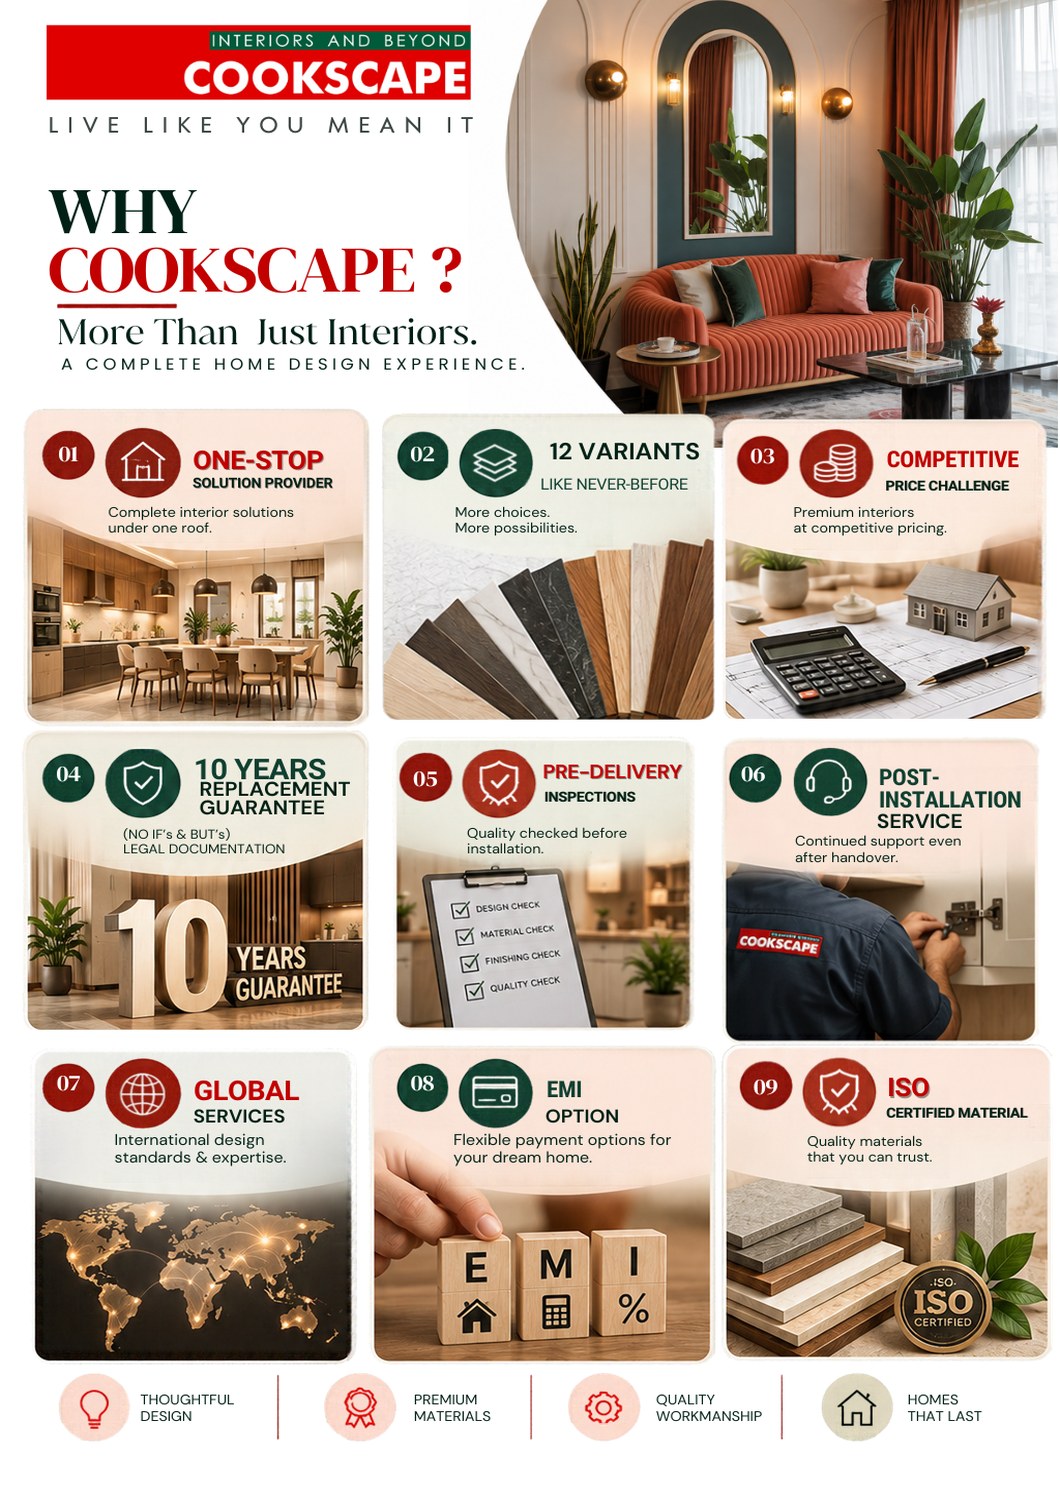 INTERIORS AND BEYOND
COOKSCAPE
LIVE LIKE YOU MEAN IT
WHY
COOKSCAPE ?
More Than Just Interiors.
A COMPLETE HOME DESIGN EXPERIENCE.
01
ONE-STOP
SOLUTION PROVIDER
Complete interior solutions
under one roof.
02
12 VARIANTS
LIKE NEVER-BEFORE
More choices.
More possibilities.
03
COMPETITIVE
PRICE CHALLENGE
Premium interiors
at competitive pricing.
04
10 YEARS
REPLACEMENT
GUARANTEE
(NO IF's & BUT's)
LEGAL DOCUMENTATION
10 YEARS
GUARANTEE
05
PRE-DELIVERY
INSPECTIONS
Quality checked before
installation.
DESIGN CHECK
MATERIAL CHECK
FINISHING CHECK
QUALITY CHECK
06
POST-
INSTALLATION
SERVICE
Continued support even
after handover.
COOKSCAPE
07
GLOBAL
SERVICES
International design
standards & expertise.
08
EMI
OPTION
Flexible payment options for
your dream home.
E M I
%
09
ISO
CERTIFIED MATERIAL
Quality materials
that you can trust.
·ISO·
ISO
CERTIFIED
THOUGHTFUL
DESIGN
PREMIUM
MATERIALS
QUALITY
WORKMANSHIP
HOMES
THAT LAST